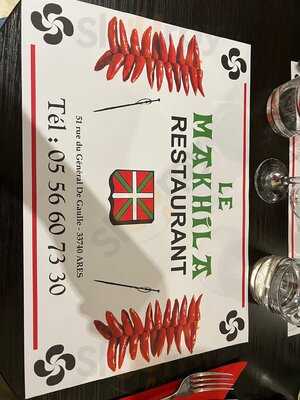 LE
MAKHILA
RESTAURANT
51 rue du Général De Gaulle - 33740 ARES
Tél : 05 56 60 73 30